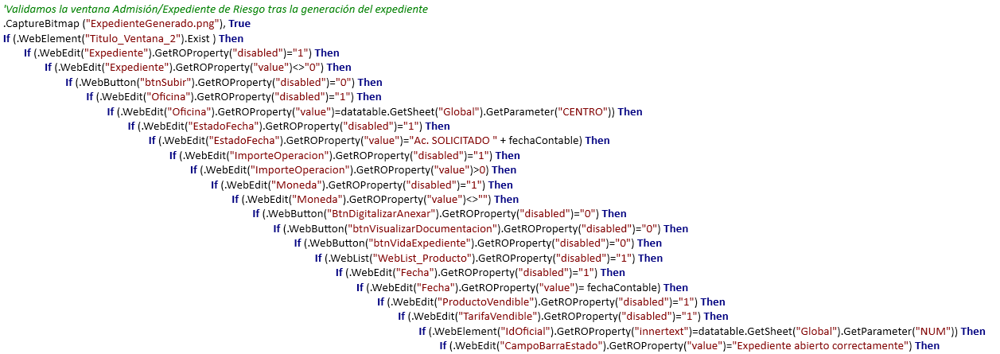 'Validamos la ventana Admisión/Expediente de Riesgo tras la generación del expediente
.CaptureBitmap ("ExpedienteGenerado.png"), True
If (.WebElement("Titulo_Ventana_2").Exist ) Then
If (.WebEdit("Expediente").GetROProperty("disabled")="1") Then
If (.WebEdit("Expediente").GetROProperty("value")<>"0") Then
If (.WebButton("btnSubir").GetROProperty("disabled")="0") Then
If (.WebEdit("Oficina").GetROProperty("disabled")="1") Then
If (.WebEdit("Oficina").GetROProperty("value")=datatable.GetSheet("Global").GetParameter("CENTRO")) Then
If (.WebEdit("EstadoFecha").GetROProperty("disabled")="1") Then
If (.WebEdit("EstadoFecha").GetROProperty("value")="Ac. SOLICITADO " + fechaContable) Then
If (.WebEdit("ImporteOperacion").GetROProperty("disabled")="1") Then
If (.WebEdit("ImporteOperacion").GetROProperty("value")>0) Then
If (.WebEdit("Moneda").GetROProperty("disabled")="1") Then
If (.WebEdit("Moneda").GetROProperty("value")<>"") Then
If (.WebButton("BtnDigitalizarAnexar").GetROProperty("disabled")="0") Then
If (.WebButton("btnVisualizarDocumentacion").GetROProperty("disabled")="0") Then
If (.WebButton("btnVidaExpediente").GetROProperty("disabled")="0") Then
If (.WebList("WebList_Producto").GetROProperty("disabled")="1") Then
If (.WebEdit("Fecha").GetROProperty("disabled")="1") Then
If (.WebEdit("Fecha").GetROProperty("value")= fechaContable) Then
If (.WebEdit("ProductoVendible").GetROProperty("disabled")="1") Then
If (.WebEdit("TarifaVendible").GetROProperty("disabled")="1") Then
If (.WebElement("IdOficial").GetROProperty("innertext")=datatable.GetSheet("Global").GetParameter("NUM")) Then
If (.WebEdit("CampoBarraEstado").GetROProperty("value")="Expediente abierto correctamente") Then